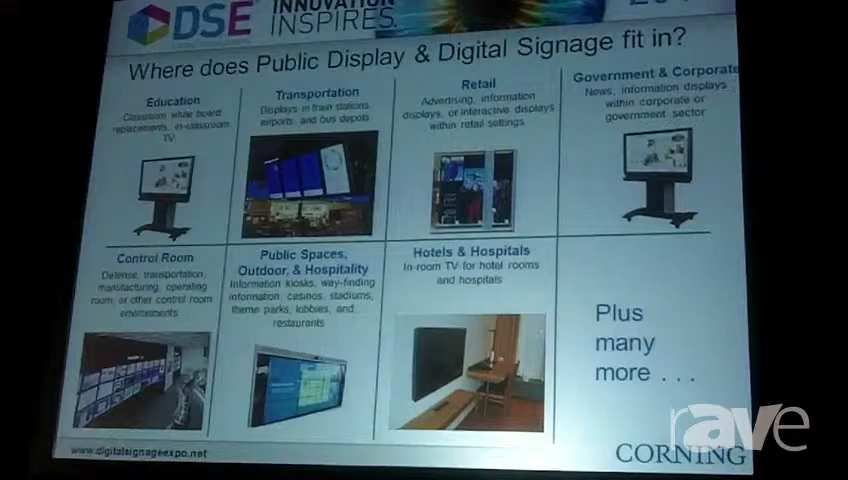 DSE
INNOVATION
INSPIRES.
Where does Public Display & Digital Signage fit in?
Education
Classroom white board
replacements, in-classroom
TV
Transportation
Displays in train stations,
airports, and bus depots
Retail
Advertising, information
displays, or interactive displays
within retail settings
Government & Corporate
News, information displays
within corporate or
government sector
Control Room
Defense, transportation,
manufacturing, operating
room, or other control room
environments
Public Spaces,
Outdoor, & Hospitality
Information kiosks, way-finding
information, casinos, stadiums,
theme parks, lobbies, and
restaurants
Hotels & Hospitals
In-room TV for hotel rooms
and hospitals
Plus
many
more . . .
www.digitalsignageexpo.net
CORNING
rave